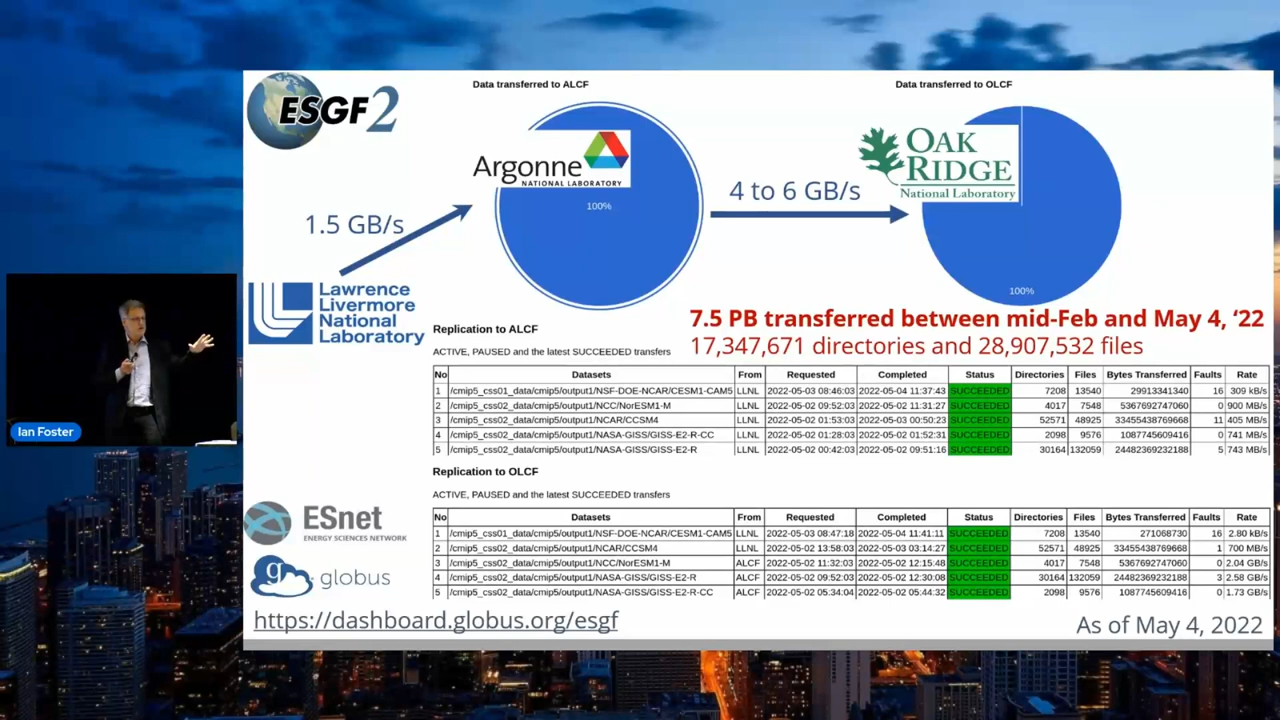 ESGF2
Data transferred to ALCF
Data transferred to OLCF
Argonne
NATIONAL LABORATORY
100%
OAK
RIDGE
National Laboratory
4 to 6 GB/s
1.5 GB/s
100%
Lawrence
Livermore
National
Laboratory
7.5 PB transferred between mid-Feb and May 4, ‘22
17,347,671 directories and 28,907,532 files
Replication to ALCF
ACTIVE, PAUSED and the latest SUCCEEDED transfers
No Datasets From Requested Completed Status Directories Files Bytes Transferred Faults Rate
1 /cmip5_css01_data/cmip5/output1/NSF-DOE-NCAR/CESM1-CAM5 LLNL 2022-05-03 08:46:03 2022-05-04 11:37:43 SUCCEEDED 7208 13540 29913341340 16 309 kB/s
2 /cmip5_css02_data/cmip5/output1/NCC/NorESM1-M LLNL 2022-05-02 09:52:03 2022-05-02 11:31:27 SUCCEEDED 4017 7548 5367692747060 0 900 MB/s
3 /cmip5_css02_data/cmip5/output1/NCAR/CCSM4 LLNL 2022-05-02 01:53:03 2022-05-03 00:50:23 SUCCEEDED 52571 48925 33455438769668 11 405 MB/s
4 /cmip5_css02_data/cmip5/output1/NASA-GISS/GISS-E2-R-CC LLNL 2022-05-02 01:28:03 2022-05-02 01:52:31 SUCCEEDED 2098 9576 1087745609416 0 741 MB/s
5 /cmip5_css02_data/cmip5/output1/NASA-GISS/GISS-E2-R LLNL 2022-05-02 00:42:03 2022-05-02 09:51:16 SUCCEEDED 30164 132059 24482369232188 5 743 MB/s
Replication to OLCF
ACTIVE, PAUSED and the latest SUCCEEDED transfers
No Datasets From Requested Completed Status Directories Files Bytes Transferred Faults Rate
1 /cmip5_css01_data/cmip5/output1/NSF-DOE-NCAR/CESM1-CAM5 LLNL 2022-05-03 08:47:18 2022-05-04 11:41:11 SUCCEEDED 7208 13540 271068730 16 2.80 kB/s
2 /cmip5_css02_data/cmip5/output1/NCAR/CCSM4 LLNL 2022-05-02 13:58:03 2022-05-03 03:14:27 SUCCEEDED 52571 48925 33455438769668 1 700 MB/s
3 /cmip5_css02_data/cmip5/output1/NCC/NorESM1-M ALCF 2022-05-02 11:32:03 2022-05-02 12:15:48 SUCCEEDED 4017 7548 5367692747060 0 2.04 GB/s
4 /cmip5_css02_data/cmip5/output1/NASA-GISS/GISS-E2-R ALCF 2022-05-02 09:52:03 2022-05-02 12:30:08 SUCCEEDED 30164 132059 24482369232188 3 2.58 GB/s
5 /cmip5_css02_data/cmip5/output1/NASA-GISS/GISS-E2-R-CC ALCF 2022-05-02 05:34:04 2022-05-02 05:44:32 SUCCEEDED 2098 9576 1087745609416 0 1.73 GB/s
Ian Foster
ESnet
ENERGY SCIENCES NETWORK
g globus
https://dashboard.globus.org/esgf
As of May 4, 2022